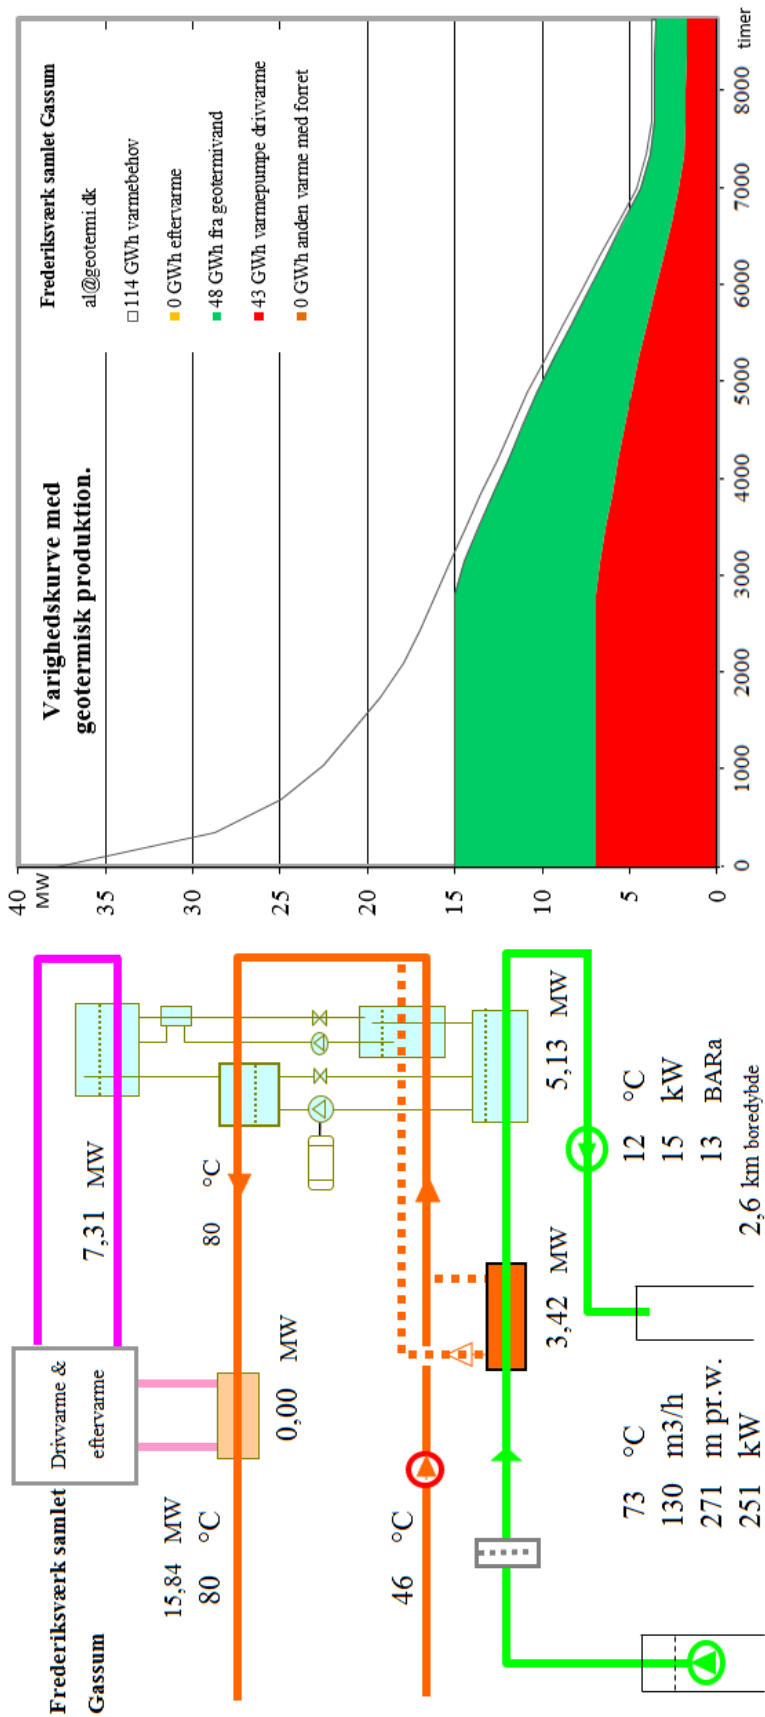 Frederiksværk samlet
Gassum
Drivvarme &
eftervarme
7,31 MW
15,84 MW
80 °C
0,00 MW
80 °C
46 °C
3,42 MW
5,13 MW
73 °C
130 m3/h
271 m pr.w.
251 kW
12 °C
15 kW
13 BARa
2,6 km boredybde
Varighedskurve med
geotermisk produktion.
Frederiksværk samlet Gassum
al@geotermi.dk
114 GWh varmebehov
0 GWh eftervarme
48 GWh fra geotermivand
43 GWh varmepumpe drivvarme
0 GWh anden varme med forret
40
MW
35
30
25
20
15
10
5
0
0
1000
2000
3000
4000
5000
6000
7000
8000
timer